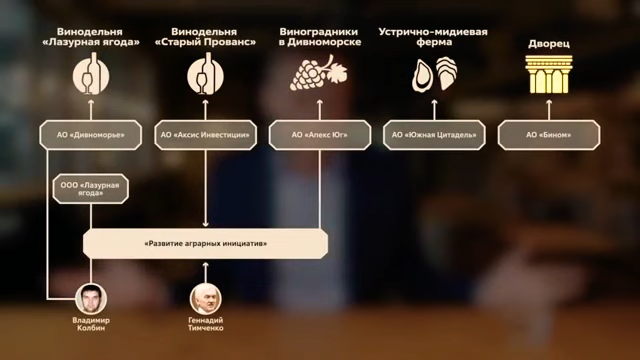 Винодельня
«Лазурная ягода»
Винодельня
«Старый Прованс»
Виноградники
в Дивноморске
Устрично-мидиевая
ферма
Дворец
АО «Дивноморье»
АО «Аксис Инвестиции»
АО «Апекс Юг»
АО «Южная Цитадель»
АО «Бином»
ООО «Лазурная
ягода»
«Развитие аграрных инициатив»
Владимир
Колбин
Геннадий
Тимченко